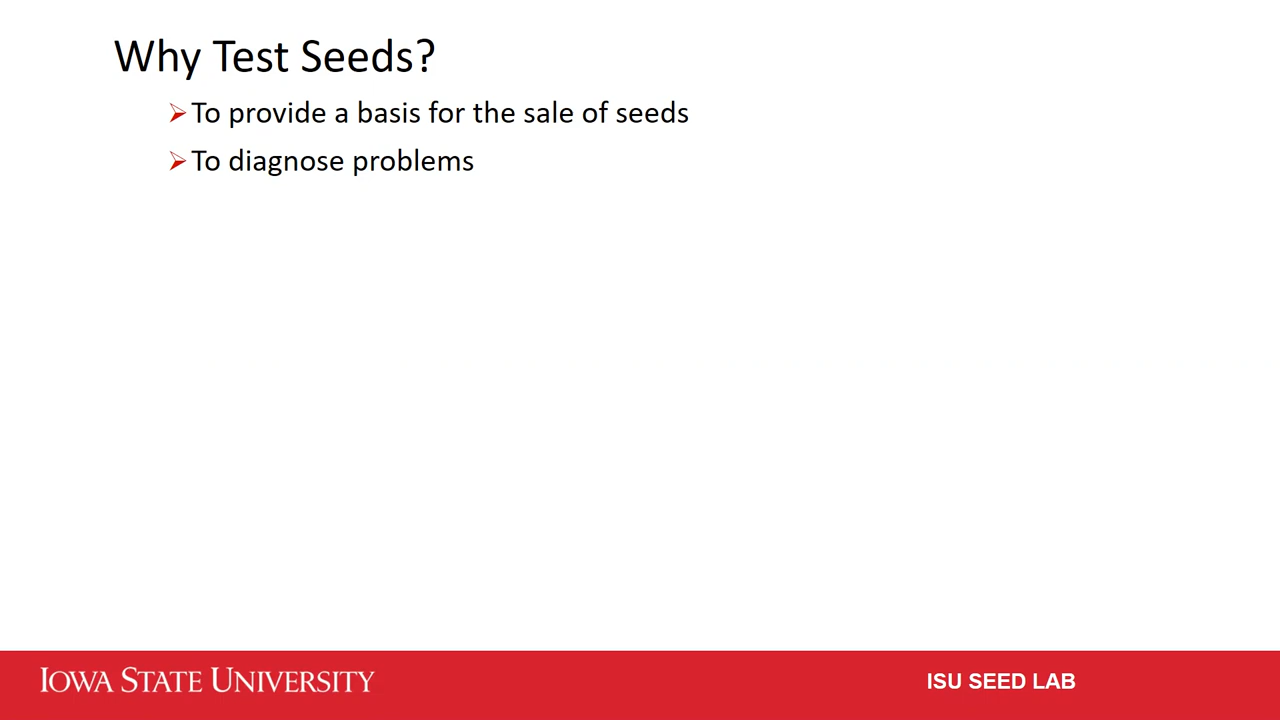 Why Test Seeds?
To provide a basis for the sale of seeds
To diagnose problems
IOWA STATE UNIVERSITY
ISU SEED LAB